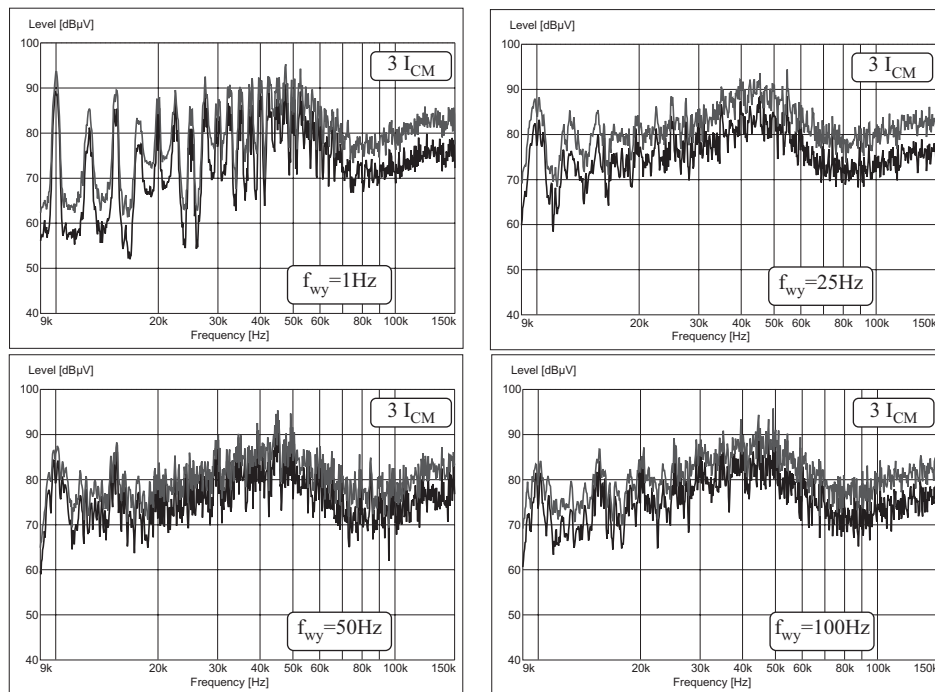 Level [dBµV]
100
90
80
70
60
50
40
3 I_CM
f_wy=1Hz
9k 20k 30k 40k 50k 60k 80k 100k 150k
Frequency [Hz]
Level [dBµV]
100
90
80
70
60
50
40
3 I_CM
f_wy=25Hz
9k 20k 30k 40k 50k 60k 80k 100k 150k
Frequency [Hz]
Level [dBµV]
100
90
80
70
60
50
40
3 I_CM
f_wy=50Hz
9k 20k 30k 40k 50k 60k 80k 100k 150k
Frequency [Hz]
Level [dBµV]
100
90
80
70
60
50
40
3 I_CM
f_wy=100Hz
9k 20k 30k 40k 50k 60k 80k 100k 150k
Frequency [Hz]